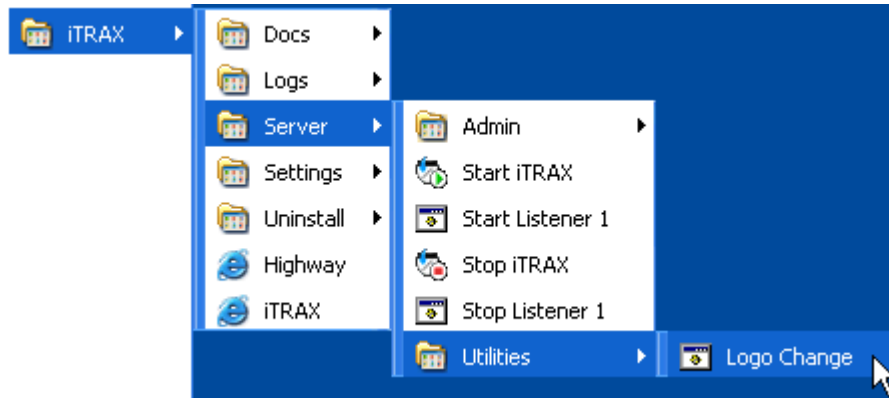 iTRAX
Docs
Logs
Server
Settings
Uninstall
Highway
iTRAX
Admin
Start iTRAX
Start Listener 1
Stop iTRAX
Stop Listener 1
Utilities
Logo Change